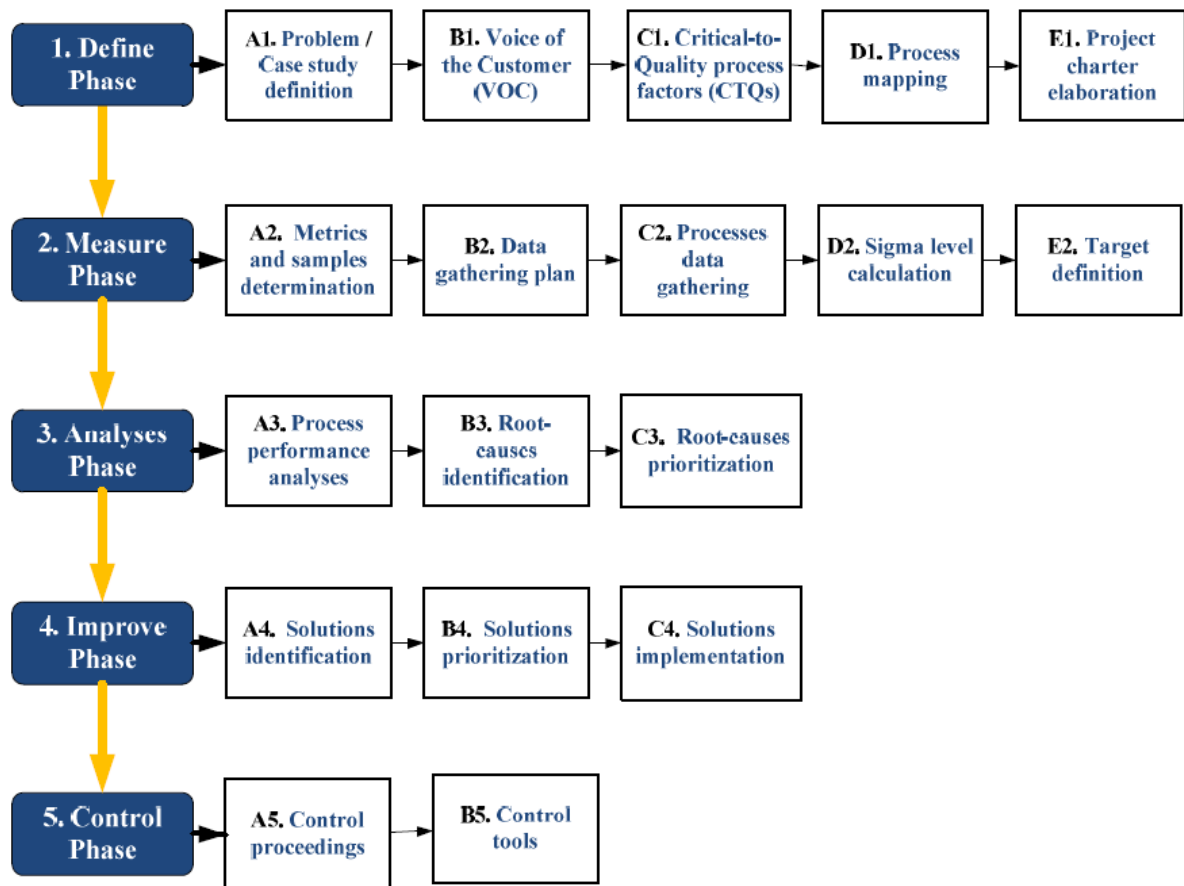 1. Define
Phase
A1. Problem /
Case study
definition
B1. Voice of
the Customer
(VOC)
C1. Critical-to-
Quality process
factors (CTQs)
D1. Process
mapping
E1. Project
charter
elaboration
2. Measure
Phase
A2. Metrics
and samples
determination
B2. Data
gathering plan
C2. Processes
data
gathering
D2. Sigma level
calculation
E2. Target
definition
3. Analyses
Phase
A3. Process
performance
analyses
B3. Root-
causes
identification
C3. Root-causes
prioritization
4. Improve
Phase
A4. Solutions
identification
B4. Solutions
prioritization
C4. Solutions
implementation
5. Control
Phase
A5. Control
proceedings
B5. Control
tools